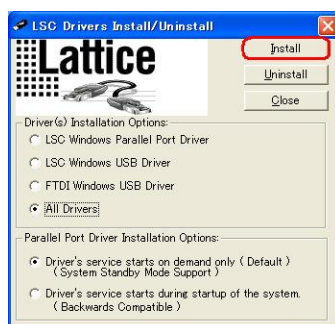 LSC Drivers Install/Uninstall
Lattice
Install
Uninstall
Close
Driver(s) Installation Options:
LSC Windows Parallel Port Driver
LSC Windows USB Driver
FTDI Windows USB Driver
All Drivers
Parallel Port Driver Installation Options:
Driver's service starts on demand only ( Default )
( System Standby Mode Support )
Driver's service starts during startup of the system.
( Backwards Compatible )